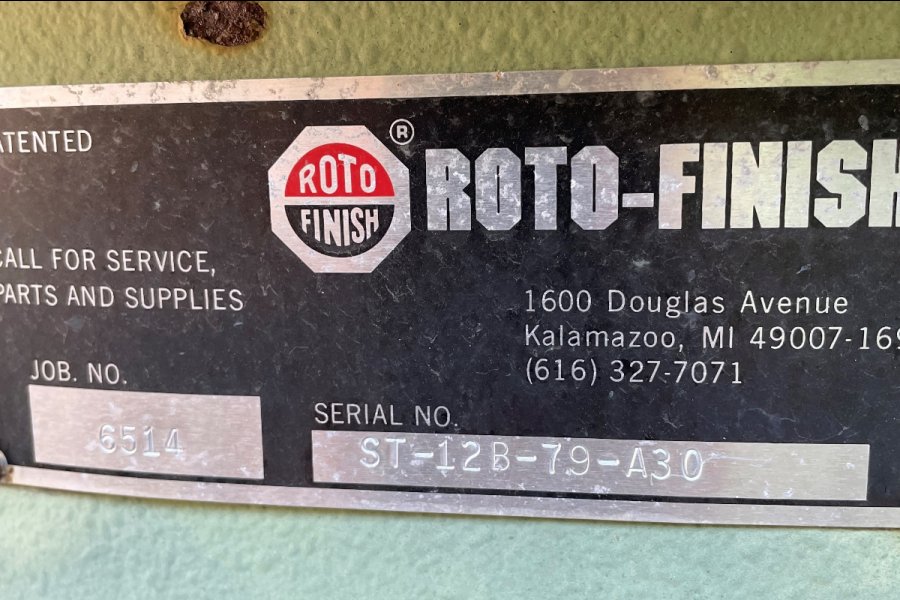 ATENTED
®
ROTO
FINISH
ROTO-FINISH
CALL FOR SERVICE,
PARTS AND SUPPLIES
1600 Douglas Avenue
Kalamazoo, MI 49007-169
(616) 327-7071
JOB. NO.
6514
SERIAL NO.
ST-12B-79-A30